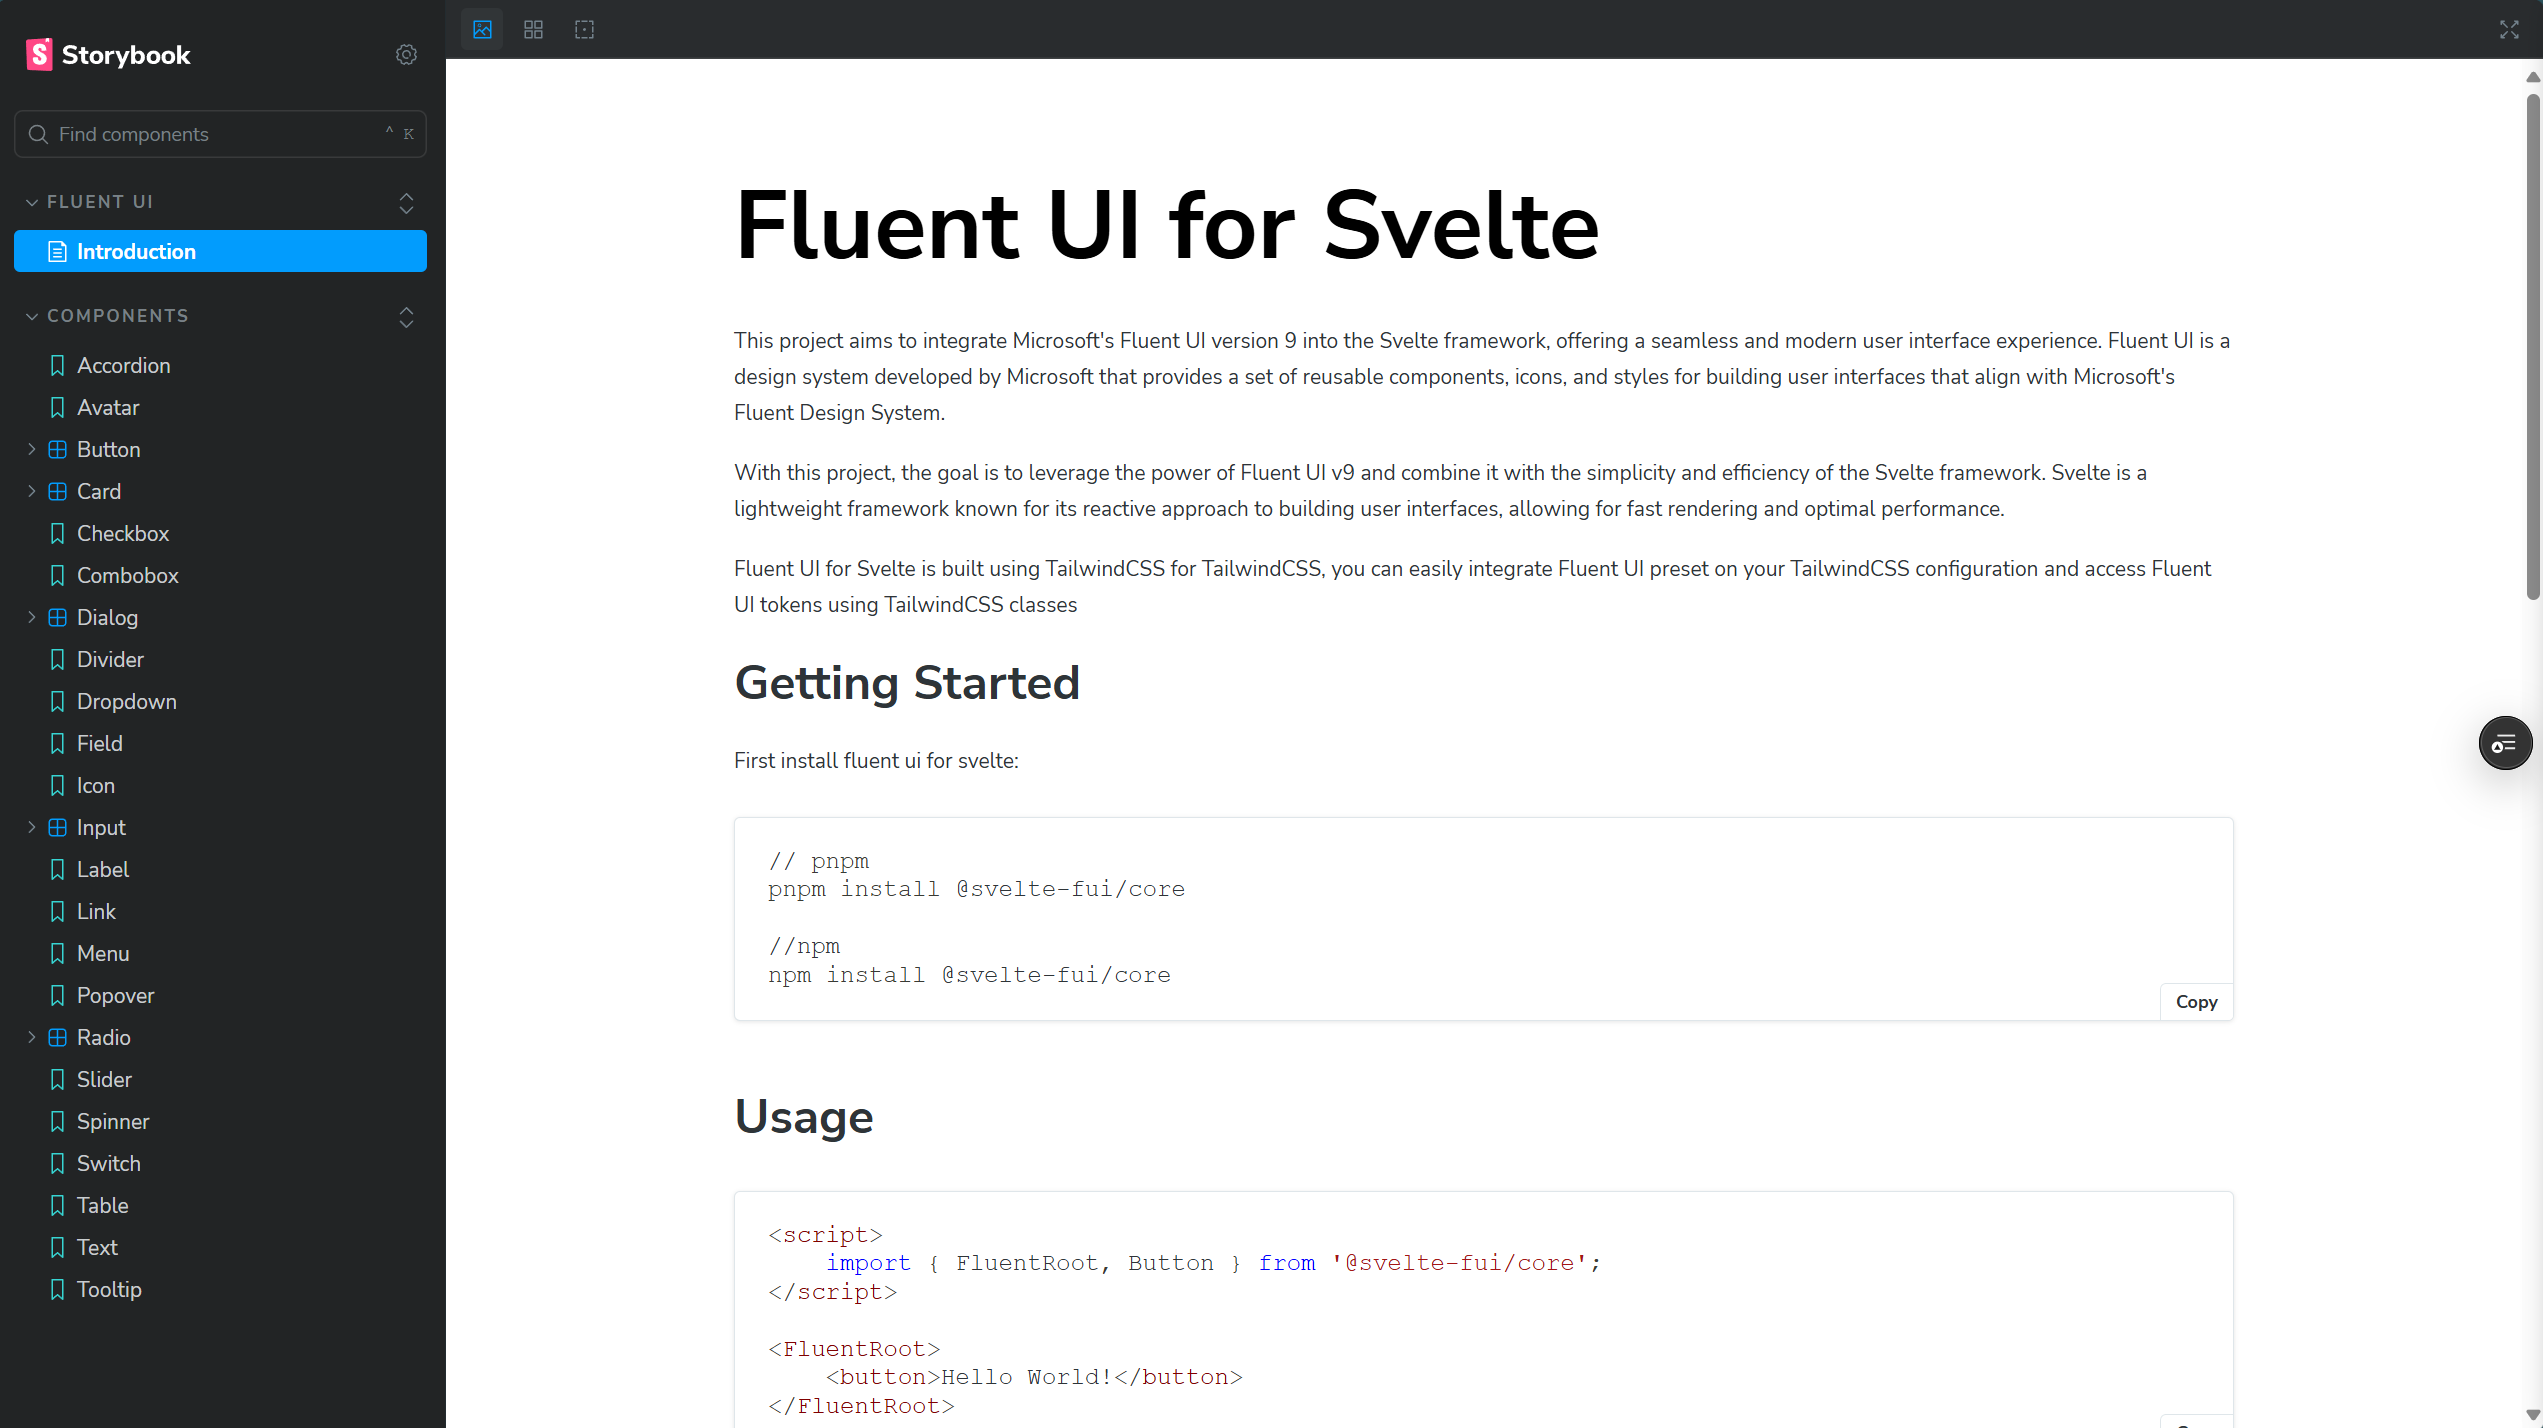 Storybook
Find components
^ K
FLUENT UI
Introduction
COMPONENTS
Accordion
Avatar
Button
Card
Checkbox
Combobox
Dialog
Divider
Dropdown
Field
Icon
Input
Label
Link
Menu
Popover
Radio
Slider
Spinner
Switch
Table
Text
Tooltip
Fluent UI for Svelte
This project aims to integrate Microsoft's Fluent UI version 9 into the Svelte framework, offering a seamless and modern user interface experience. Fluent UI is a
design system developed by Microsoft that provides a set of reusable components, icons, and styles for building user interfaces that align with Microsoft's
Fluent Design System.
With this project, the goal is to leverage the power of Fluent UI v9 and combine it with the simplicity and efficiency of the Svelte framework. Svelte is a
lightweight framework known for its reactive approach to building user interfaces, allowing for fast rendering and optimal performance.
Fluent UI for Svelte is built using TailwindCSS for TailwindCSS, you can easily integrate Fluent UI preset on your TailwindCSS configuration and access Fluent
UI tokens using TailwindCSS classes
Getting Started
First install fluent ui for svelte:
// pnpm
pnpm install @svelte-fui/core
//npm
npm install @svelte-fui/core
Copy
Usage
<script>
    import { FluentRoot, Button } from '@svelte-fui/core';
</script>
<FluentRoot>
    <button>Hello World!</button>
</FluentRoot>